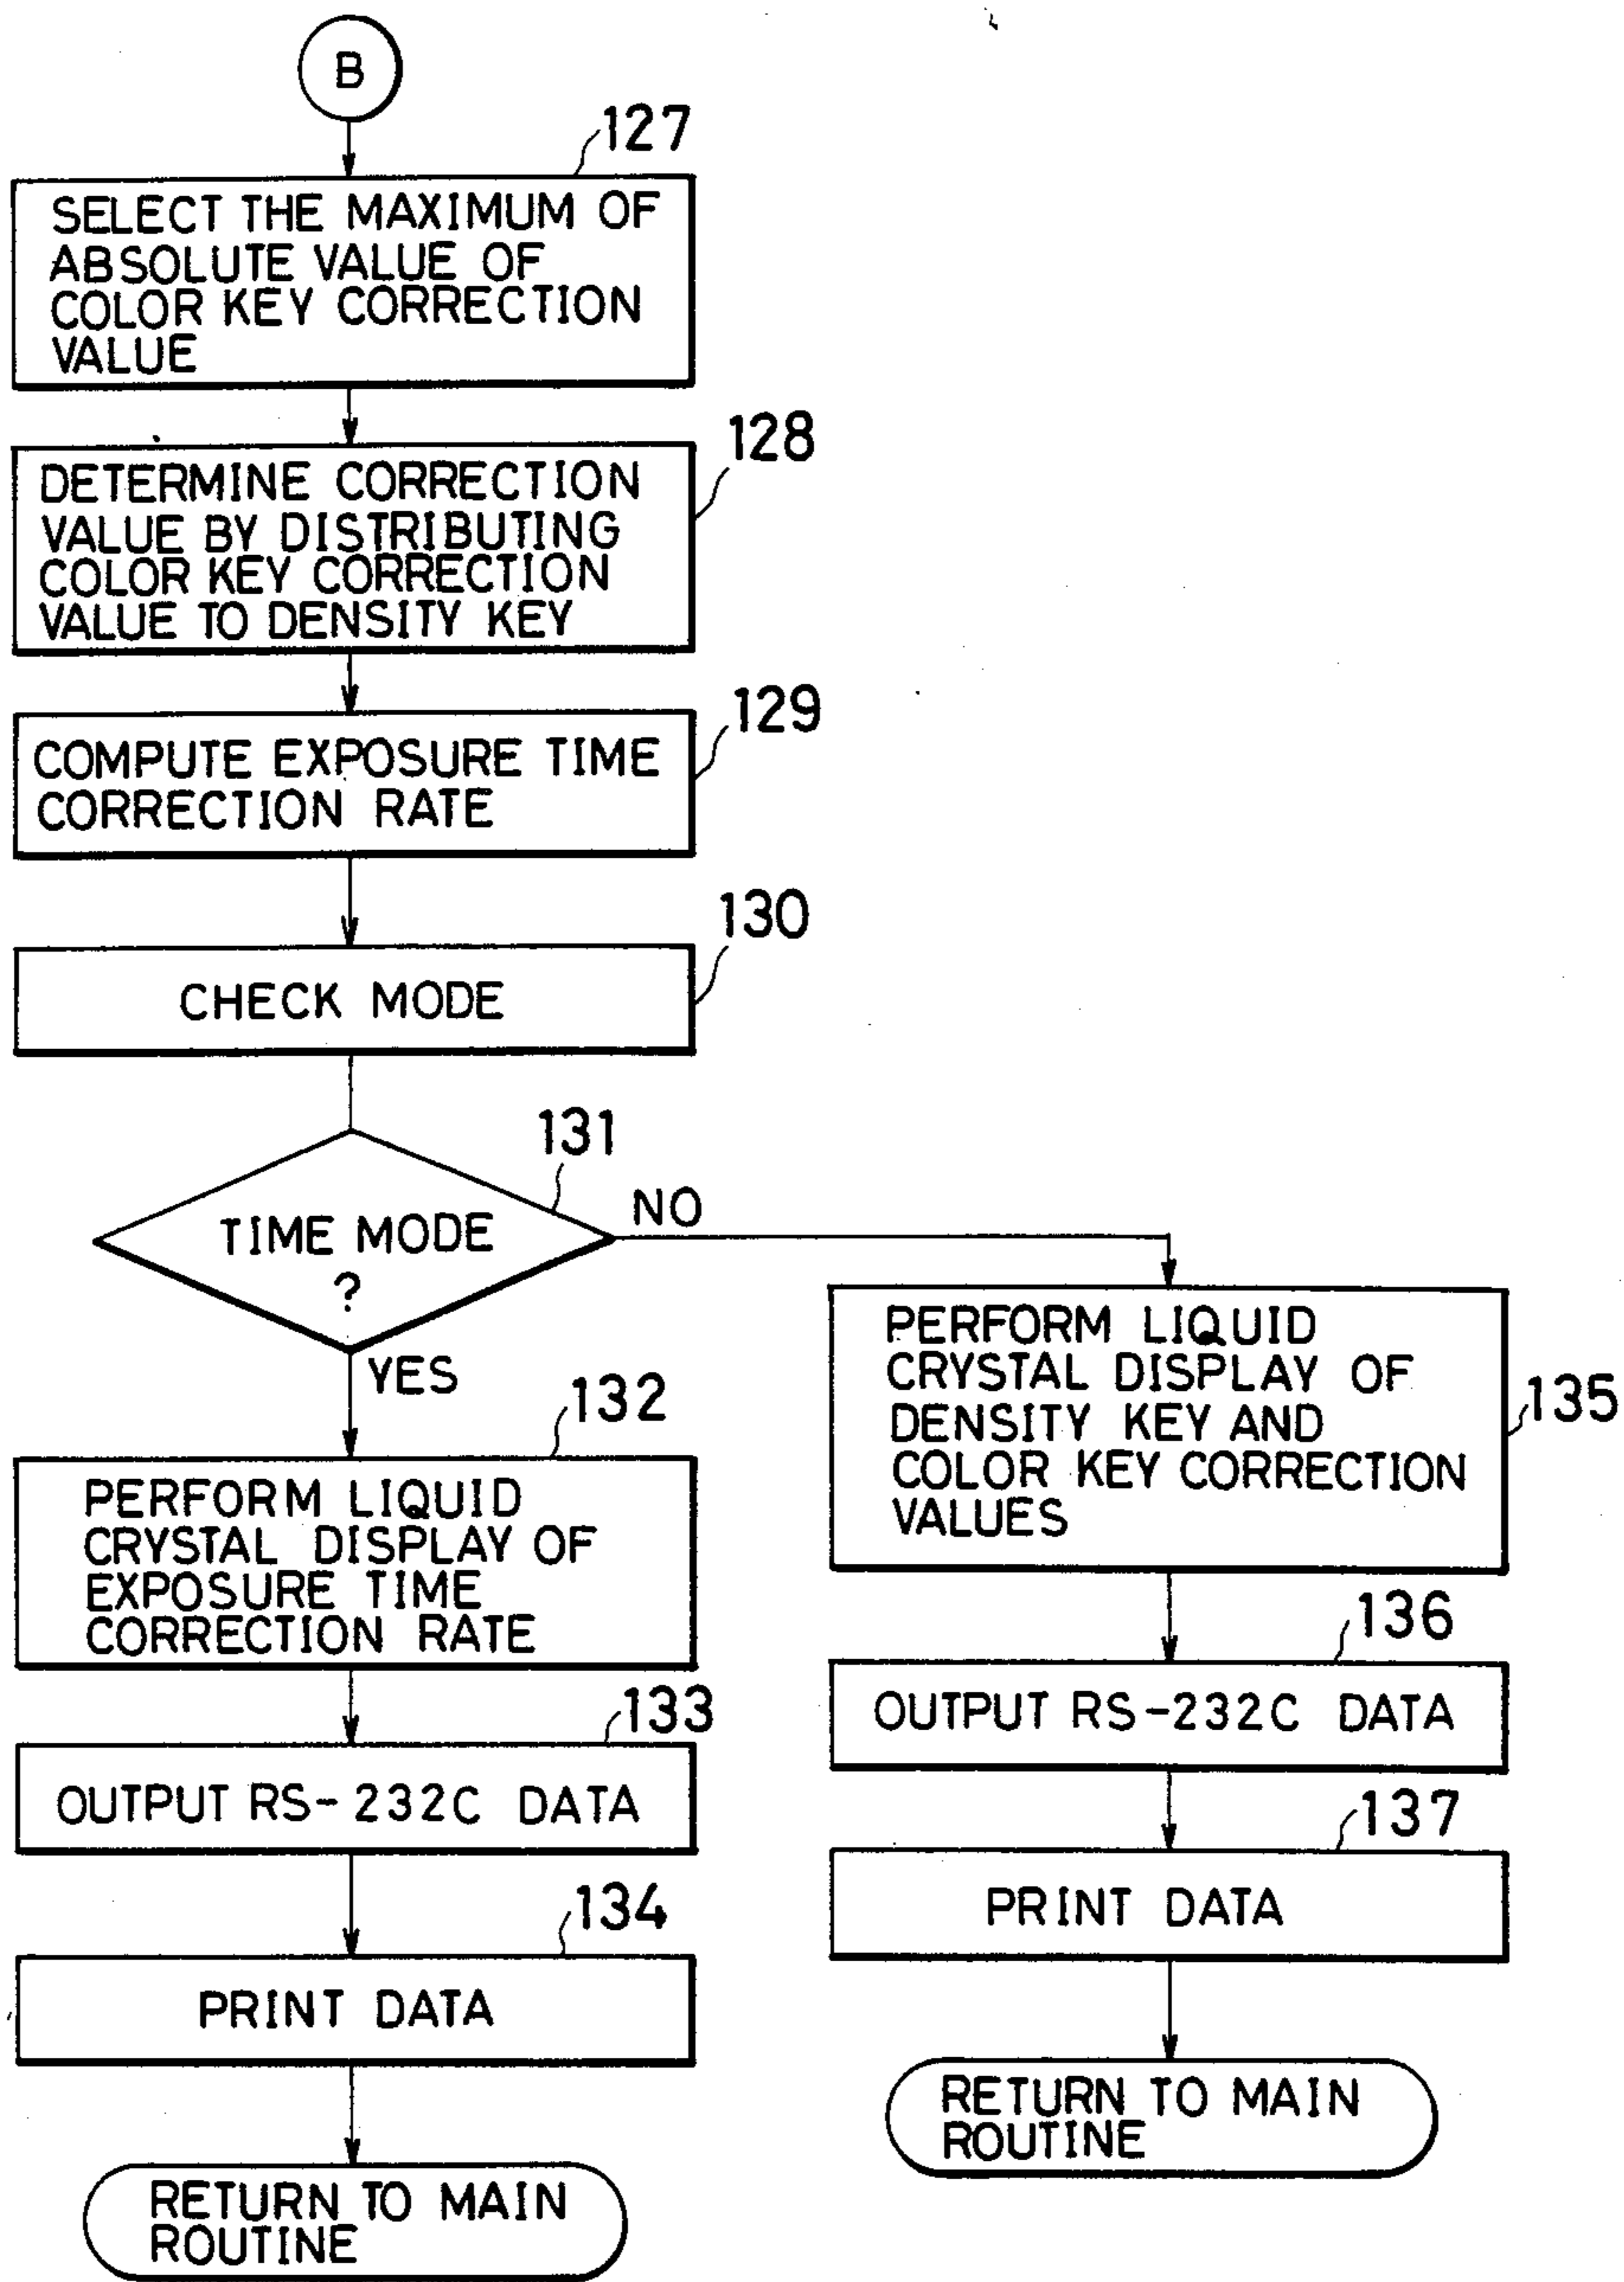 B
127
SELECT THE MAXIMUM OF
ABSOLUTE VALUE OF
COLOR KEY CORRECTION
VALUE
128
DETERMINE CORRECTION
VALUE BY DISTRIBUTING
COLOR KEY CORRECTION
VALUE TO DENSITY KEY
129
COMPUTE EXPOSURE TIME
CORRECTION RATE
130
CHECK MODE
131
TIME MODE
?
NO
YES
132
PERFORM LIQUID
CRYSTAL DISPLAY OF
EXPOSURE TIME
CORRECTION RATE
133
OUTPUT RS-232C DATA
134
PRINT DATA
RETURN TO MAIN
ROUTINE
135
PERFORM LIQUID
CRYSTAL DISPLAY OF
DENSITY KEY AND
COLOR KEY CORRECTION
VALUES
136
OUTPUT RS-232C DATA
137
PRINT DATA
RETURN TO MAIN
ROUTINE